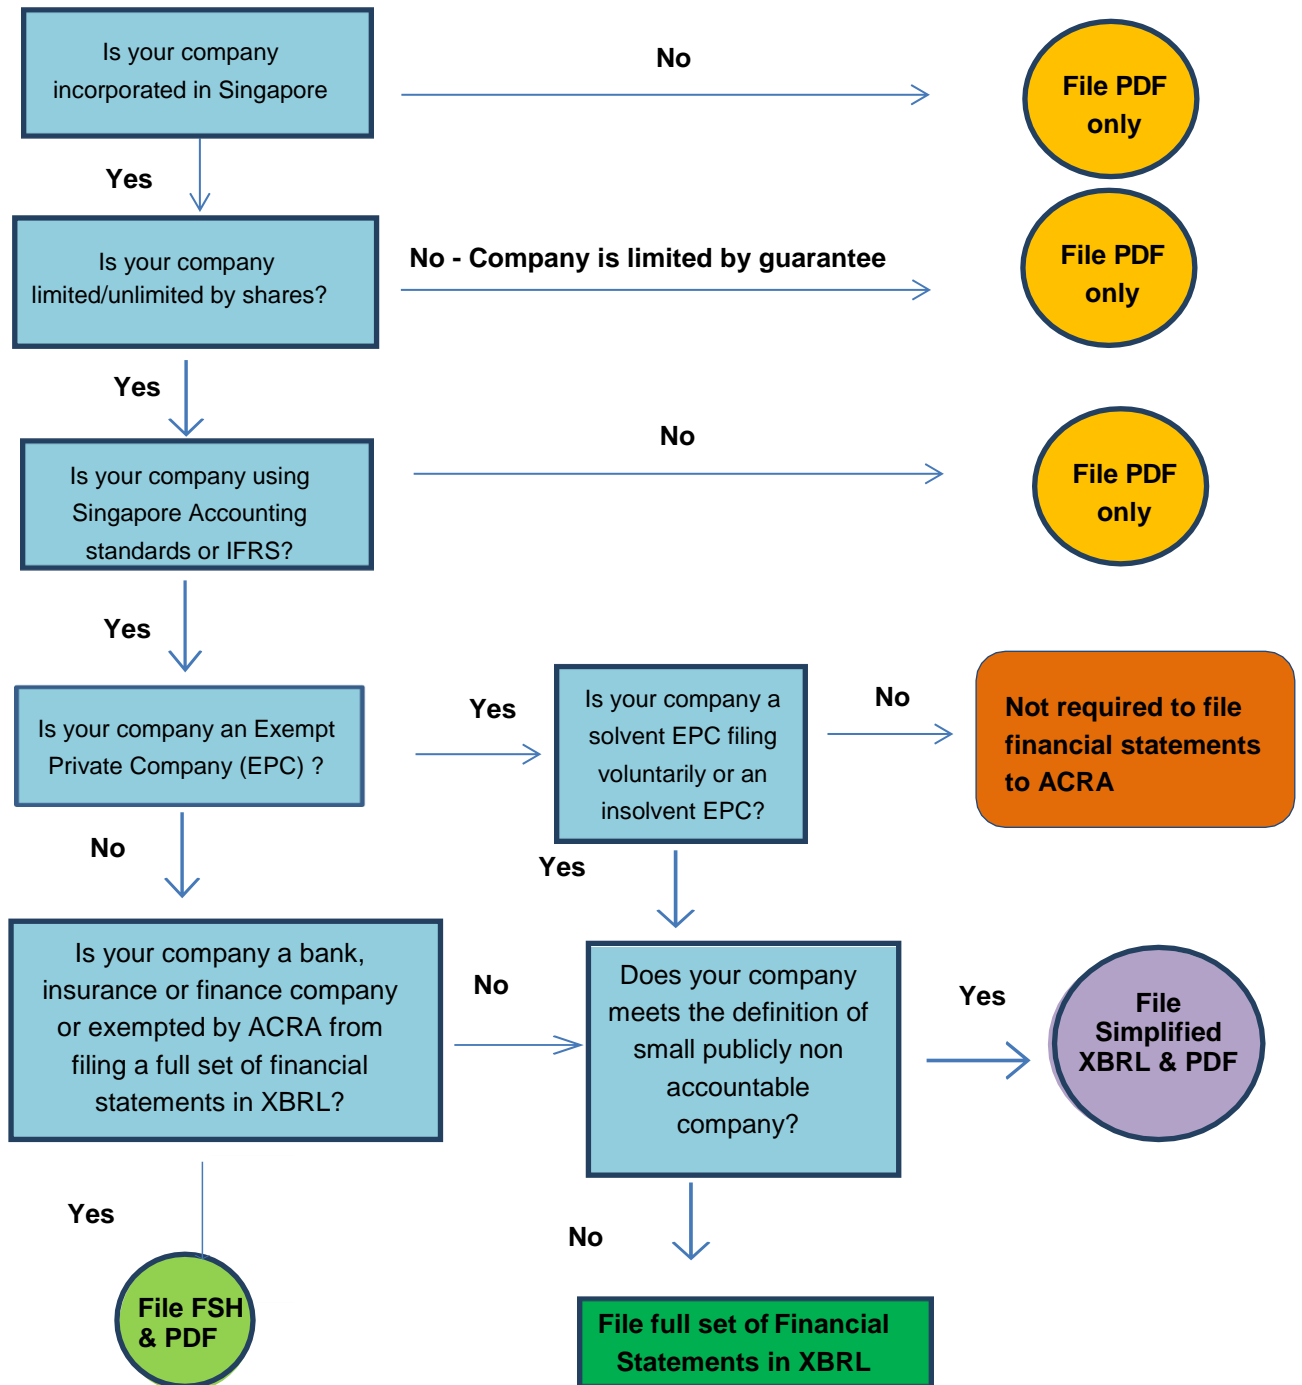 Is your company
incorporated in Singapore
No
File PDF
only
Yes
Is your company
limited/unlimited by shares?
No - Company is limited by guarantee
File PDF
only
Yes
Is your company using
Singapore Accounting
standards or IFRS?
No
File PDF
only
Yes
Is your company an Exempt
Private Company (EPC) ?
Yes
Is your company a
solvent EPC filing
voluntarily or an
insolvent EPC?
No
Not required to file
financial statements
to ACRA
No
Yes
Is your company a bank,
insurance or finance company
or exempted by ACRA from
filing a full set of financial
statements in XBRL?
No
Does your company
meets the definition of
small publicly non
accountable
company?
Yes
File
Simplified
XBRL & PDF
Yes
No
File FSH
& PDF
File full set of Financial
Statements in XBRL